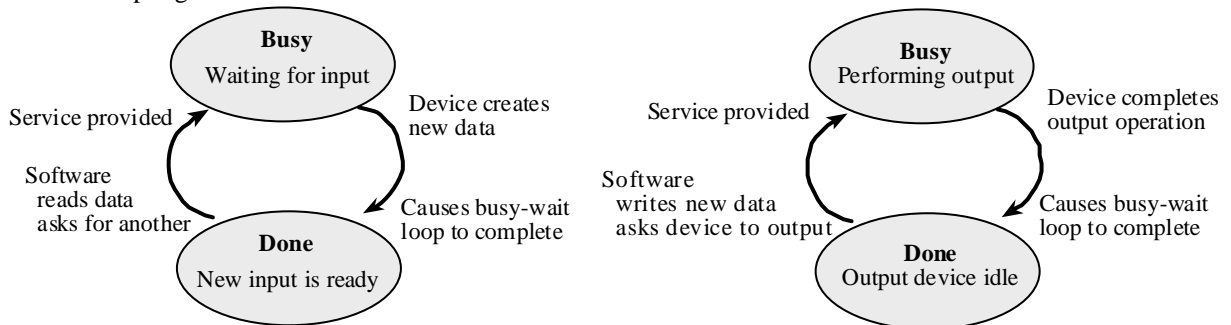 Busy
Waiting for input
Service provided
Device creates
new data
Software
reads data
asks for another
Causes busy-wait
loop to complete
Done
New input is ready
Busy
Performing output
Service provided
Device completes
output operation
Software
writes new data
asks device to output
Causes busy-wait
loop to complete
Done
Output device idle